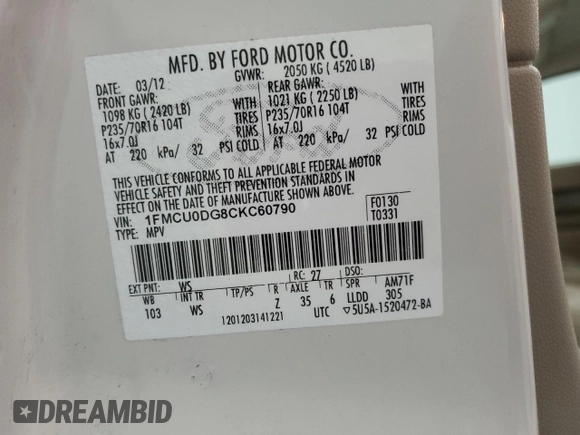 MFD. BY FORD MOTOR CO.
DATE: 03/12 GVWR: 2050 KG ( 4520 LB)
FRONT GAWR: REAR GAWR:
1098 KG ( 2420 LB) WITH 1021 KG ( 2250 LB) WITH
P235/70R16 104T TIRES P235/70R16 104T TIRES
16x7.0J RIMS 16x7.0J RIMS
AT 220 kPa/ 32 PSI COLD AT 220 kPa/ 32 PSI COLD
THIS VEHICLE CONFORMS TO ALL APPLICABLE FEDERAL MOTOR
VEHICLE SAFETY AND THEFT PREVENTION STANDARDS IN
EFFECT ON THE DATE OF MANUFACTURE SHOWN ABOVE.
VIN: 1FMCU0DG8CKC60790 F0130
TYPE: MPV T0331
EXT PNT: WS RC: 27 DSO:
WB INT TR TP/PS R AXLE TR SPR AM71F
103 WS Z 35 6 LLDD 305
1201203141221 UTC ▽5U5A-1520472-BA
DREAMBID